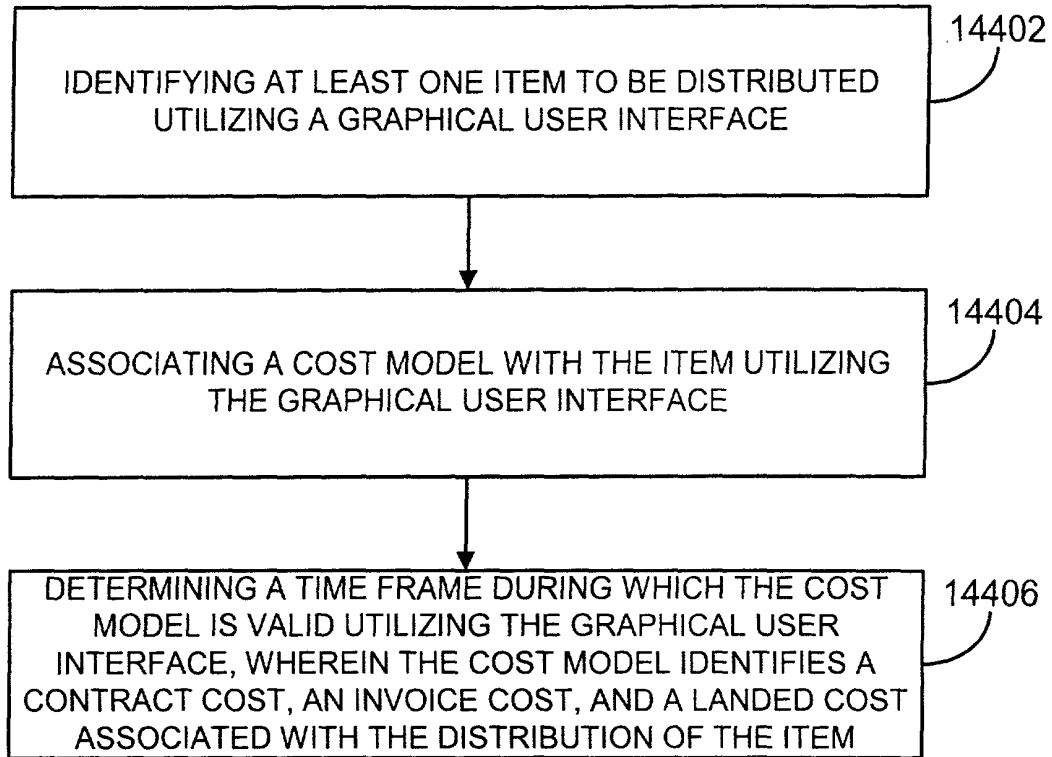 14402
IDENTIFYING AT LEAST ONE ITEM TO BE DISTRIBUTED
UTILIZING A GRAPHICAL USER INTERFACE
14404
ASSOCIATING A COST MODEL WITH THE ITEM UTILIZING
THE GRAPHICAL USER INTERFACE
14406
DETERMINING A TIME FRAME DURING WHICH THE COST
MODEL IS VALID UTILIZING THE GRAPHICAL USER
INTERFACE, WHEREIN THE COST MODEL IDENTIFIES A
CONTRACT COST, AN INVOICE COST, AND A LANDED COST
ASSOCIATED WITH THE DISTRIBUTION OF THE ITEM